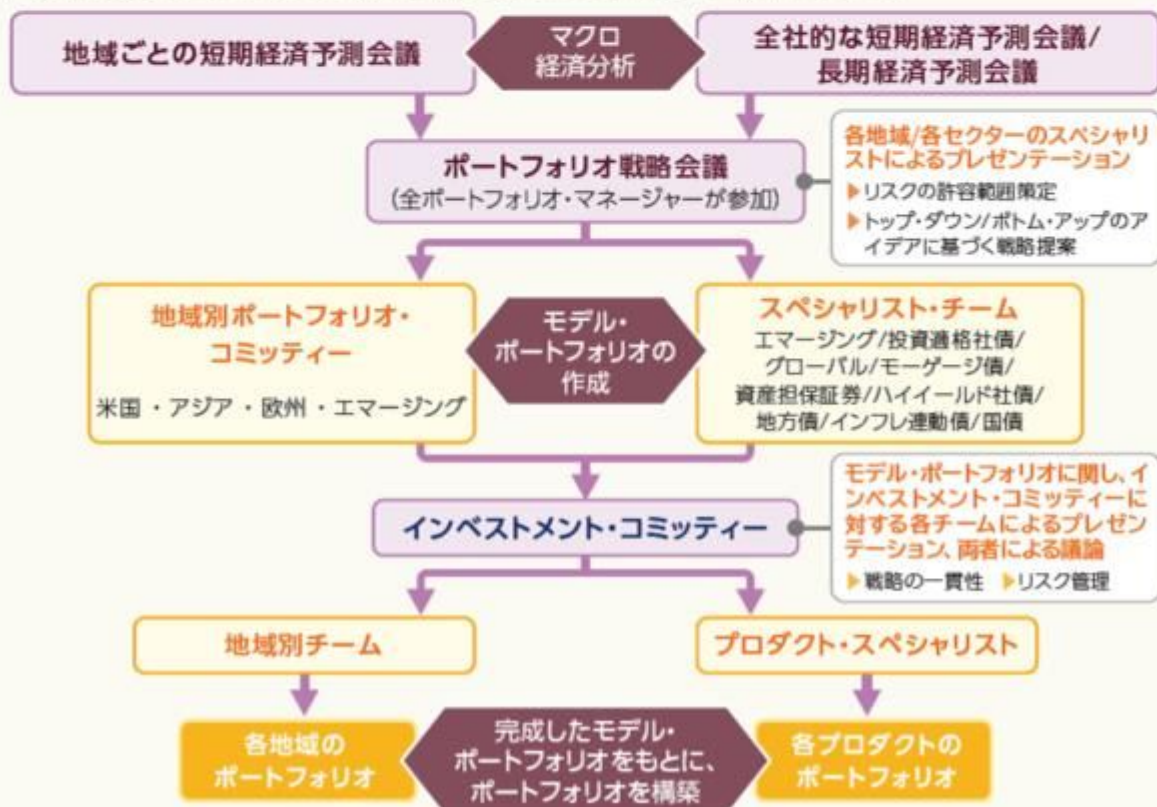 地域ごとの短期経済予測会議
マクロ
経済分析
全社的な短期経済予測会議/
長期経済予測会議
ポートフォリオ戦略会議
(全ポートフォリオ・マネージャーが参加)
各地域/各セクターのスペシャリ
ストによるプレゼンテーション
▶リスクの許容範囲策定
▶トップ・ダウン/ボトム・アップのア
イデアに基づく戦略提案
地域別ポートフォリオ・
コミッティー
米国・アジア・欧州・エマージング
モデル・
ポートフォリオの
作成
スペシャリスト・チーム
エマージング/投資適格社債/
グローバル/モーゲージ債/
資産担保証券/ハイイールド社債/
地方債/インフレ連動債/国債
インベストメント・コミッティー
モデル・ポートフォリオに関し、イ
ンベストメント・コミッティーに
対する各チームによるプレゼン
テーション、両者による議論
▶戦略の一貫性 ▶リスク管理
地域別チーム
プロダクト・スペシャリスト
各地域の
ポートフォリオ
完成したモデル・
ポートフォリオをもとに、
ポートフォリオを構築
各プロダクトの
ポートフォリオ